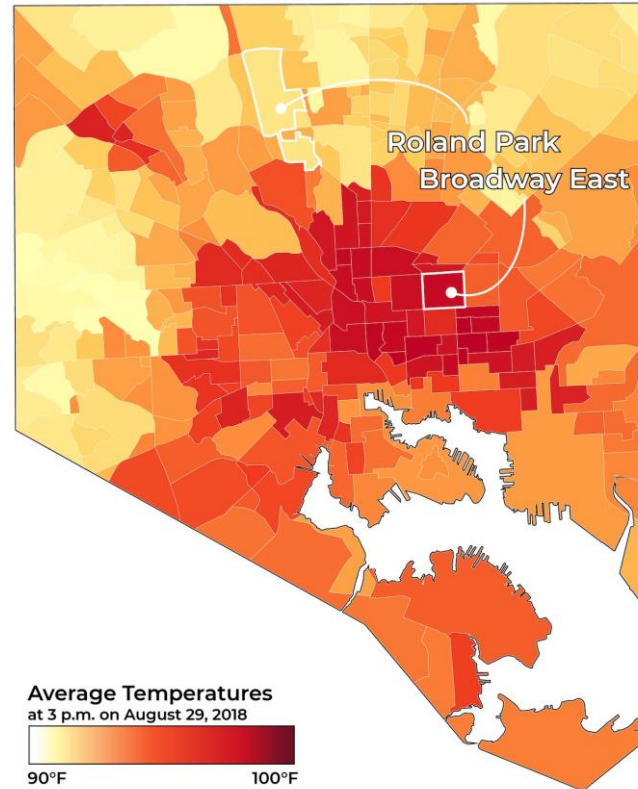 Roland Park
Broadway East
Average Temperatures
at 3 p.m. on August 29, 2018
90°F 100°F